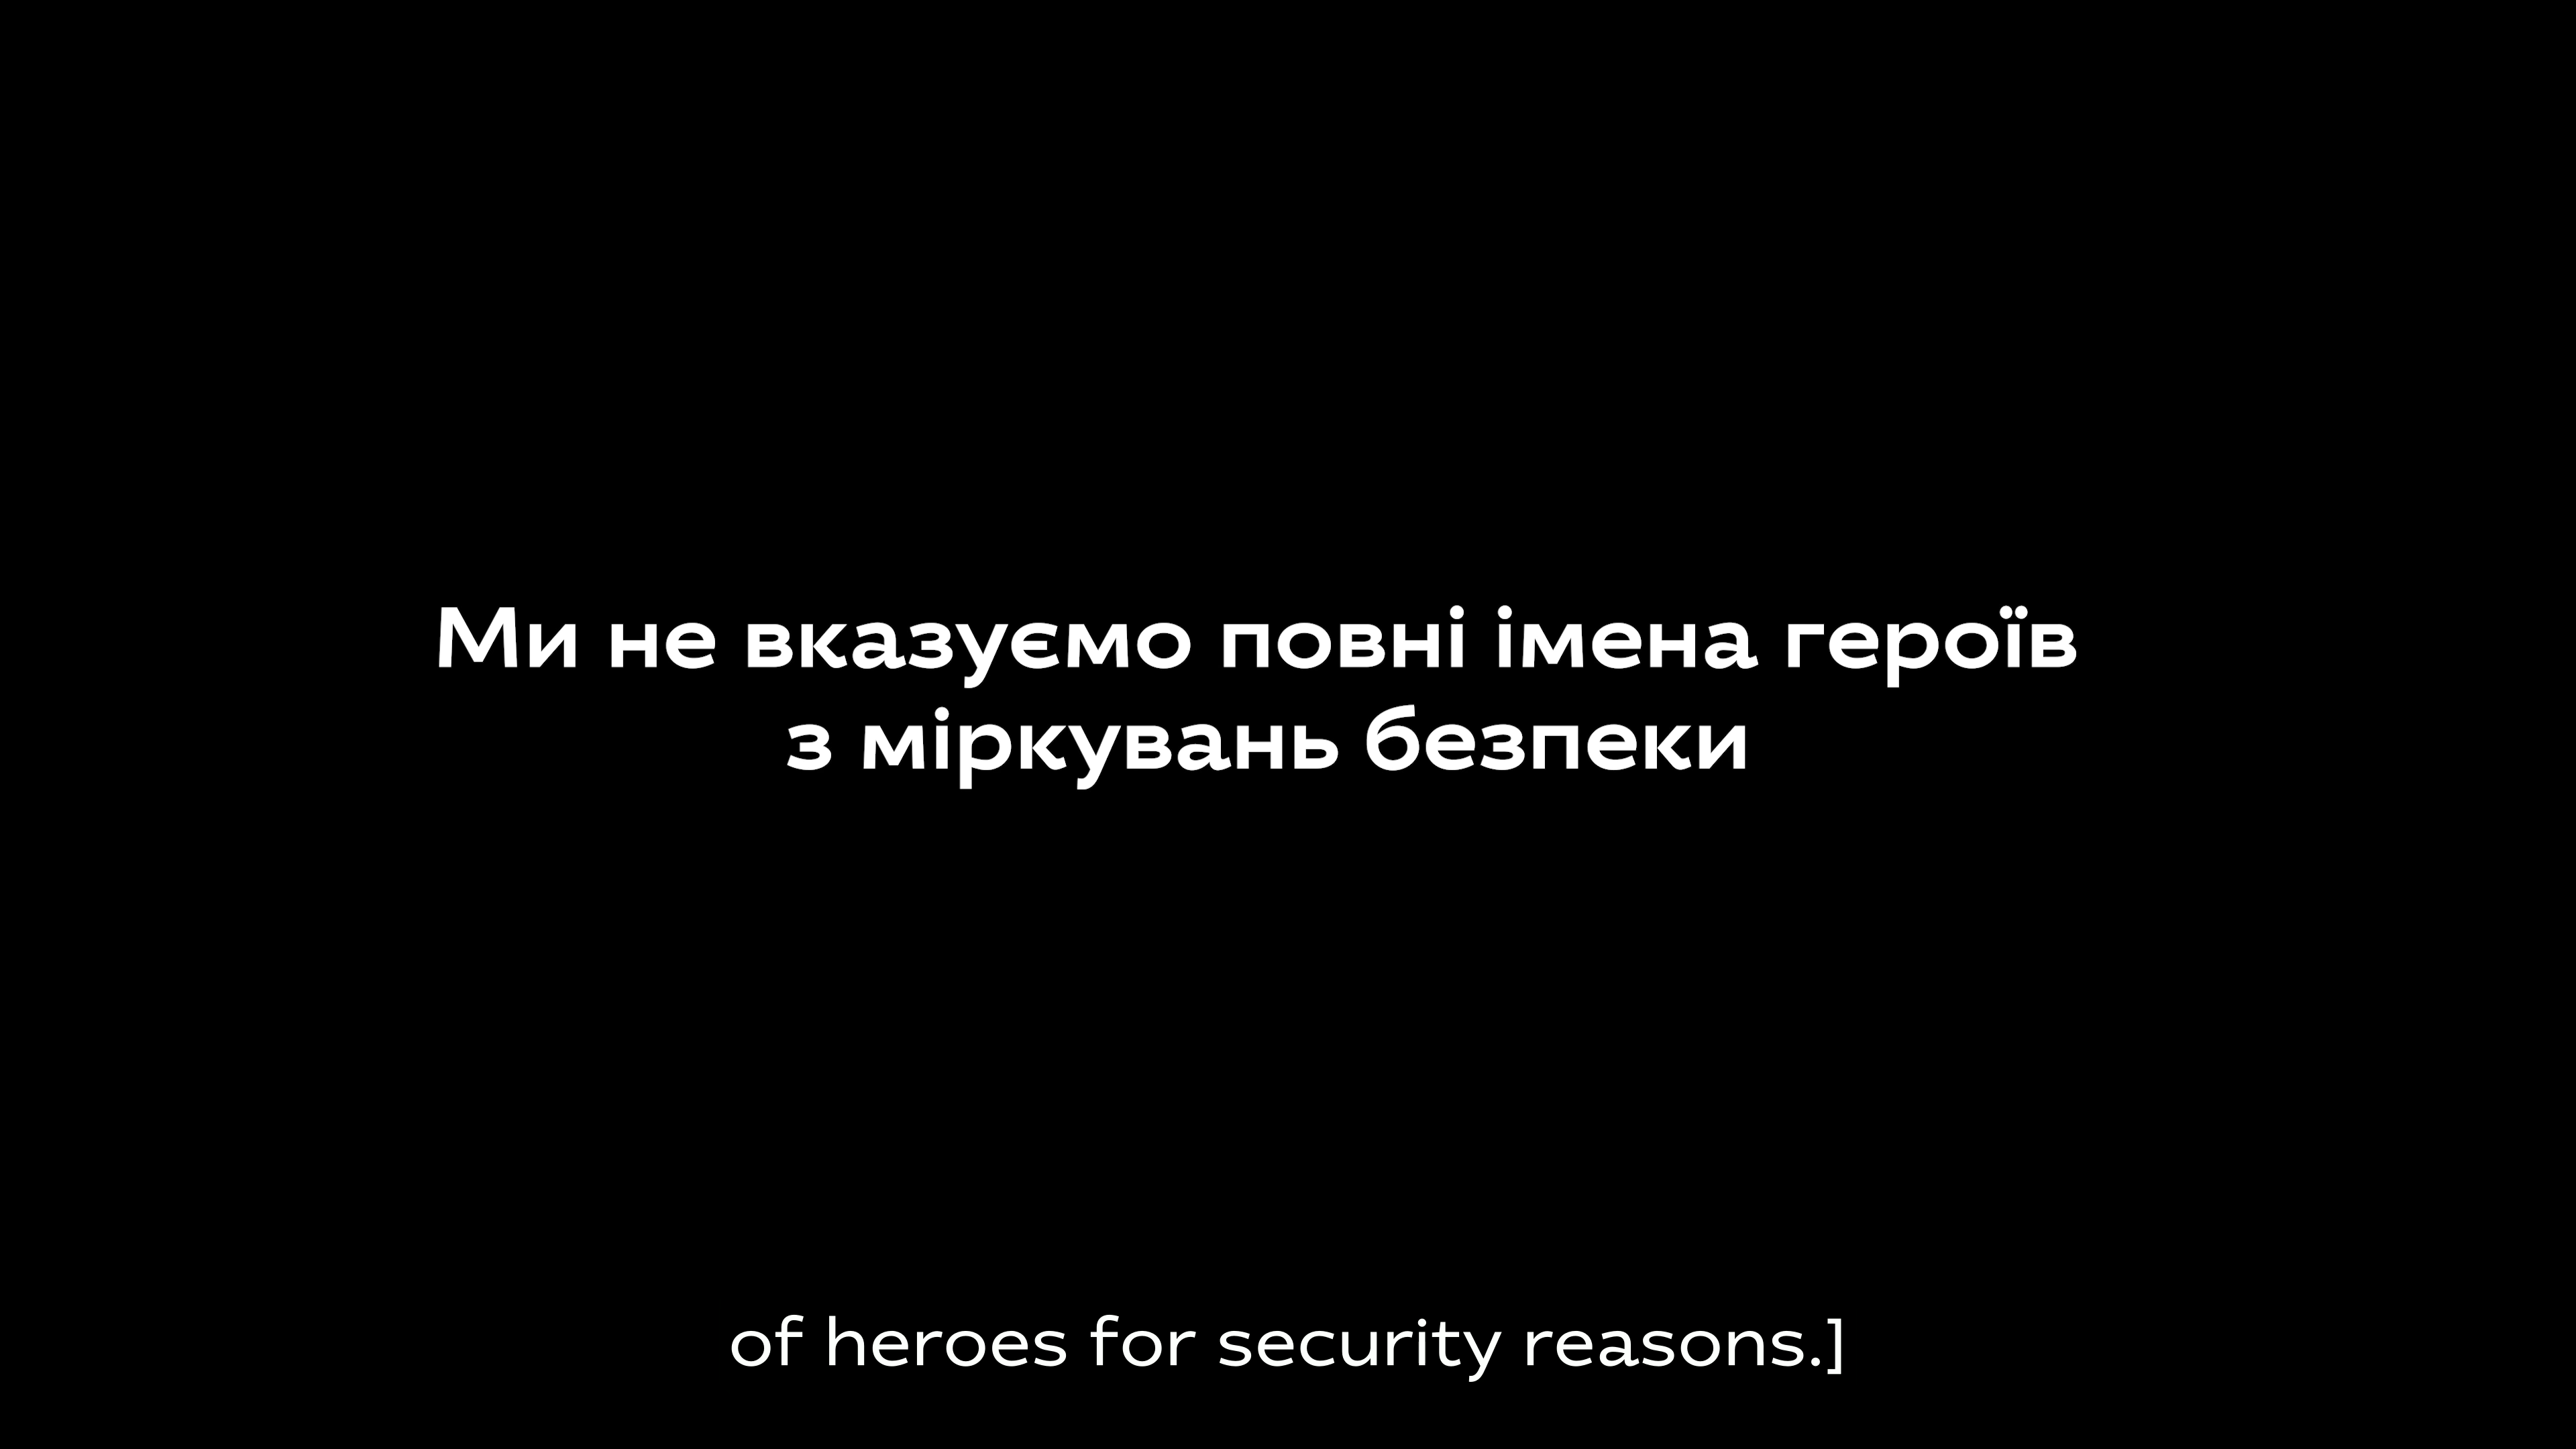 Ми не вказуємо повні імена героїв
з міркувань безпеки
of heroes for security reasons.]